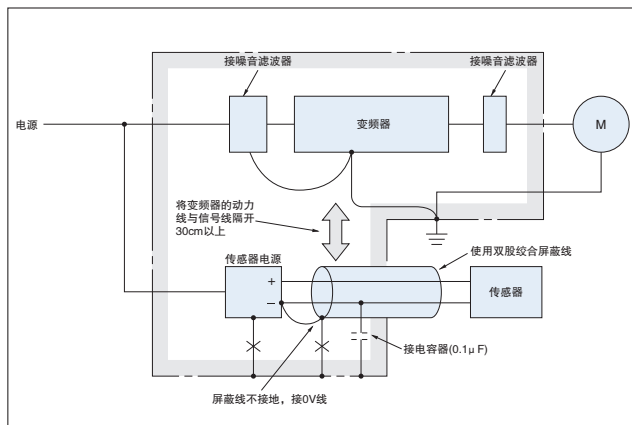 接噪音滤波器
接噪音滤波器
电源
变频器
M
将变频器的动力
线与信号线隔开
30cm以上
使用双股绞合屏蔽线
传感器电源
+
−
传感器
接电容器(0.1μF)
屏蔽线不接地，接0V线